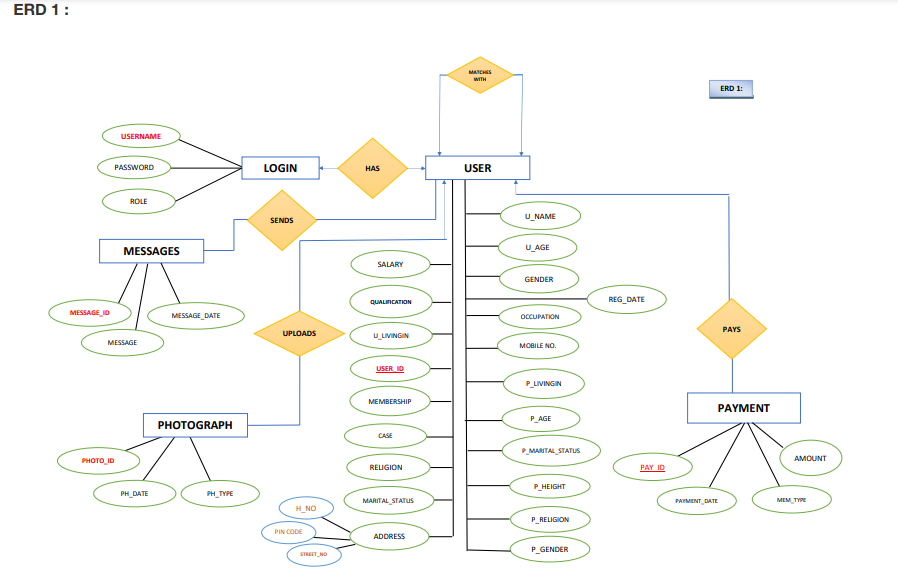 ERD 1 :
MATCHES
WITH
ERD 1:
USERNAME
PASSWORD
ROLE
LOGIN
HAS
USER
SENDS
MESSAGES
MESSAGE_ID
MESSAGE
MESSAGE_DATE
UPLOADS
PHOTOGRAPH
PHOTO_ID
PH_DATE
PH_TYPE
SALARY
QUALIFICATION
U_LIVINGIN
USER_ID
MEMBERSHIP
CASE
RELIGION
MARITAL_STATUS
ADDRESS
H_NO
PIN CODE
STREET_NO
U_NAME
U_AGE
GENDER
REG_DATE
OCCUPATION
MOBILE NO.
P_LIVINGIN
P_AGE
P_MARITAL_STATUS
P_HEIGHT
P_RELIGION
P_GENDER
PAYS
PAYMENT
PAY_ID
PAYMENT_DATE
MEM_TYPE
AMOUNT